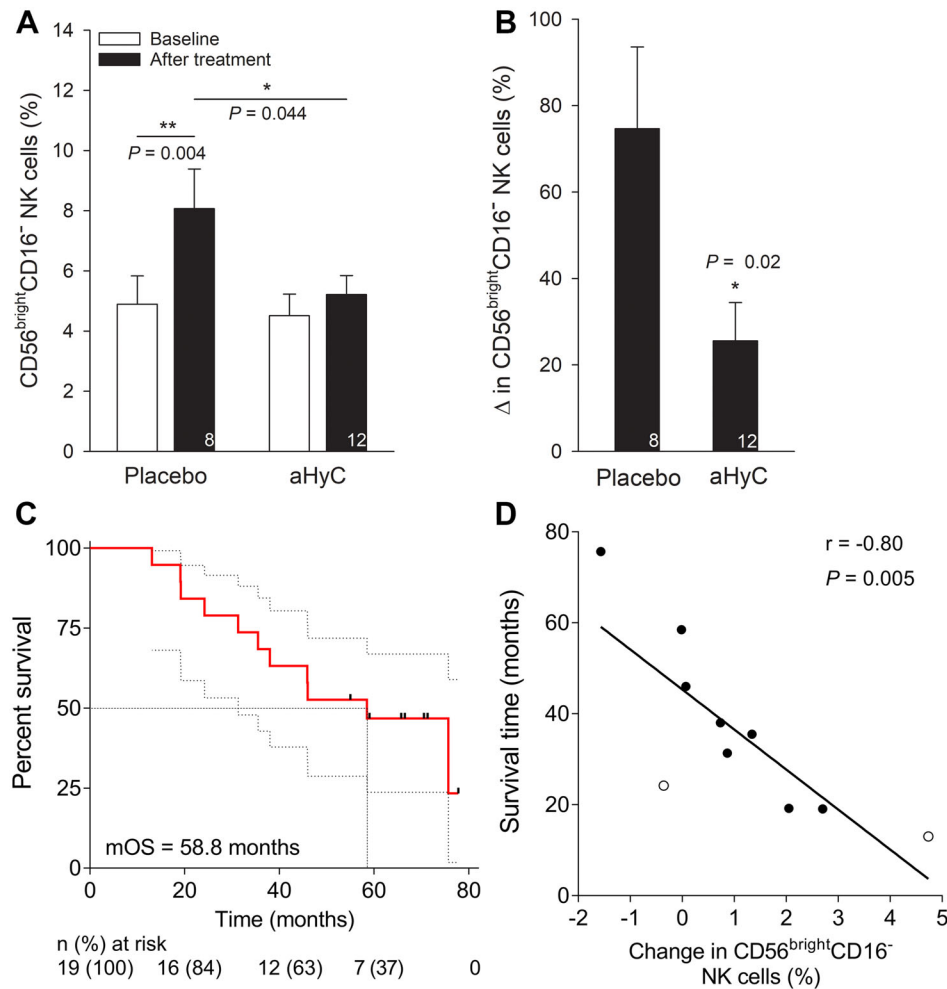 A
CD56brightCD16- NK cells (%)
14
12
10
8
6
4
2
0
Baseline
After treatment
*
P = 0.044
**
P = 0.004
8
12
Placebo
aHyC
B
Δ in CD56brightCD16- NK cells (%)
100
80
60
40
20
0
P = 0.02
*
8
12
Placebo
aHyC
C
Percent survival
100
75
50
25
0
mOS = 58.8 months
0
20
40
60
80
Time (months)
n (%) at risk
19 (100)
16 (84)
12 (63)
7 (37)
0
D
Survival time (months)
80
60
40
20
0
r = -0.80
P = 0.005
-2
-1
0
1
2
3
4
5
Change in CD56brightCD16-
NK cells (%)